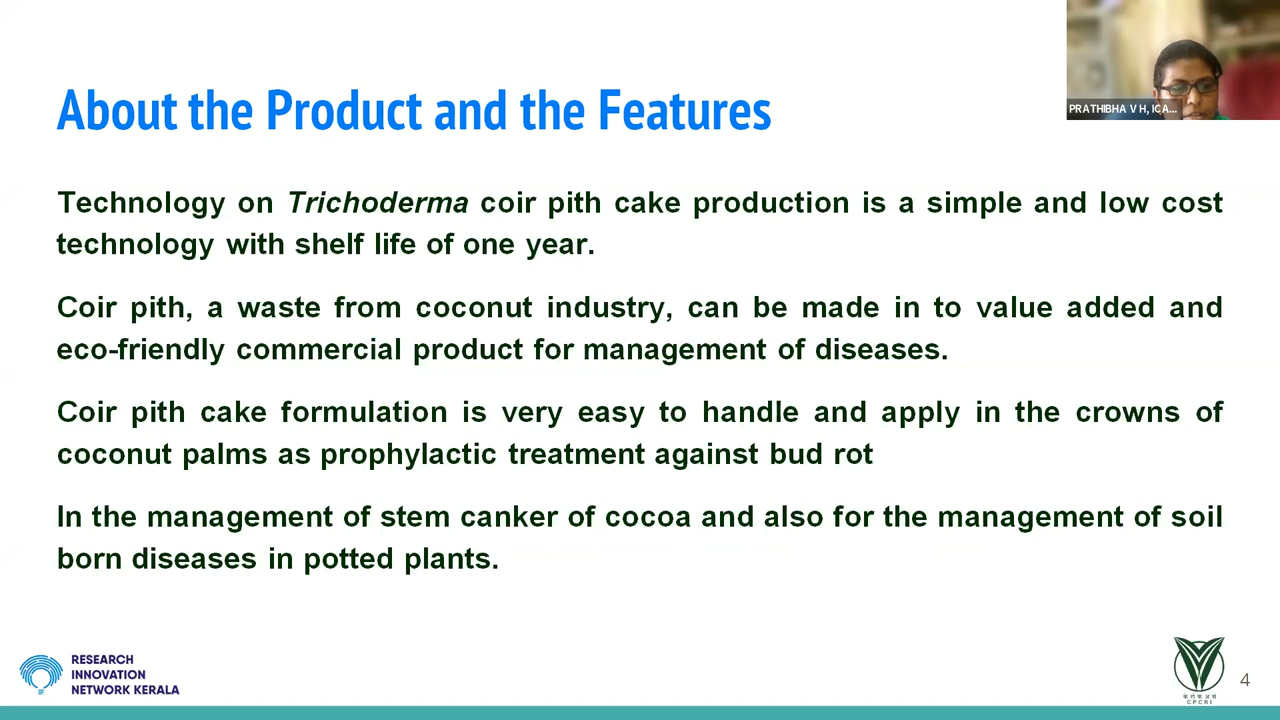 About the Product and the Features
PRATHIBHA V H, ICA...
Technology on Trichoderma coir pith cake production is a simple and low cost
technology with shelf life of one year.
Coir pith, a waste from coconut industry, can be made in to value added and
eco-friendly commercial product for management of diseases.
Coir pith cake formulation is very easy to handle and apply in the crowns of
coconut palms as prophylactic treatment against bud rot
In the management of stem canker of cocoa and also for the management of soil
born diseases in potted plants.
RESEARCH
INNOVATION
NETWORK KERALA
CPCRI
4